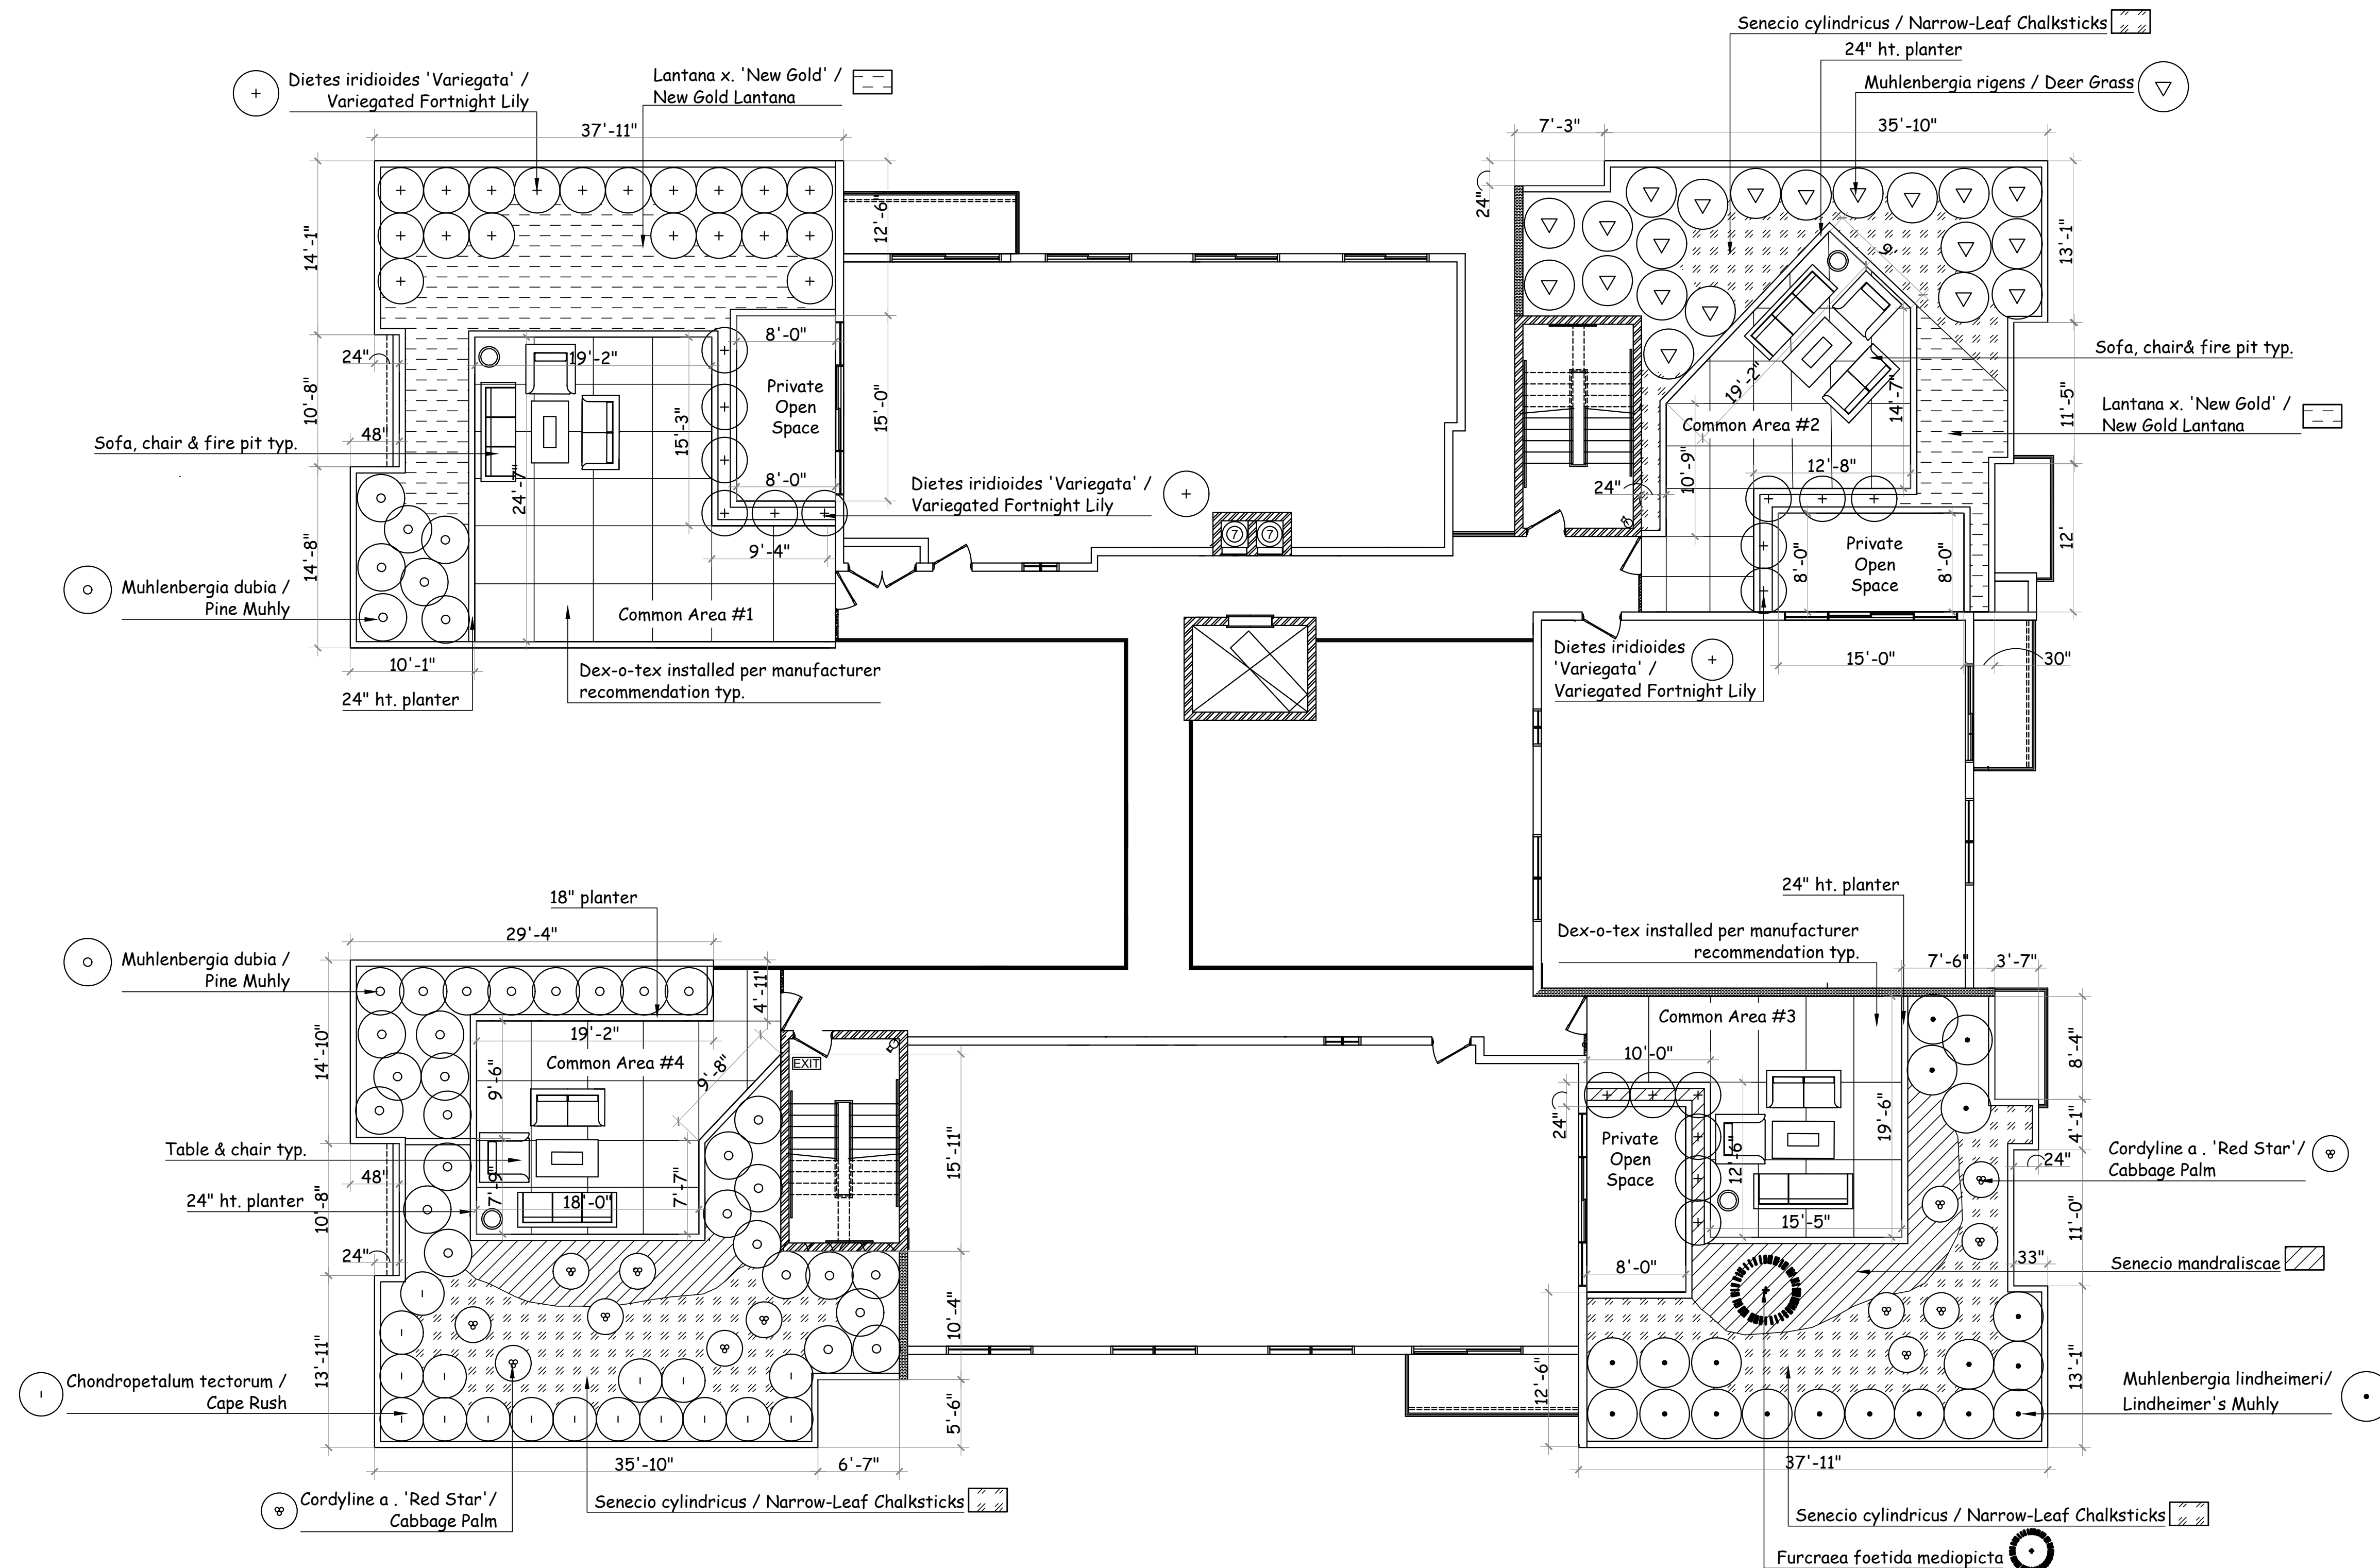 Senecio cylindricus / Narrow-Leaf Chalksticks
24" ht. planter
Muhlenbergia rigens / Deer Grass
Dietes iridioides 'Variegata' /
Variegated Fortnight Lily
Lantana x. 'New Gold' /
New Gold Lantana
37'-11"
7'-3"
35'-10"
24"
12'-6"
14'-1"
13'-1"
9'
8'-0"
24"
19'-2"
10'-8"
Private
Open
Space
15'-3"
15'-0"
48'
Sofa, chair & fire pit typ.
24'-7"
8'-0"
Dietes iridioides 'Variegata' /
Variegated Fortnight Lily
7
7
9'-4"
14'-8"
Muhlenbergia dubia /
Pine Muhly
Common Area #1
10'-1"
24" ht. planter
Dex-o-tex installed per manufacturer
recommendation typ.
Sofa, chair& fire pit typ.
19'-2"
14'-7"
11'-5"
Lantana x. 'New Gold' /
New Gold Lantana
Common Area #2
10'-9"
12'-8"
24"
12'
Private
Open
Space
8'-0"
8'-0"
Dietes iridioides
'Variegata' /
Variegated Fortnight Lily
15'-0"
30"
18" planter
29'-4"
Muhlenbergia dubia /
Pine Muhly
4'-11"
14'-10"
19'-2"
Common Area #4
9'-6"
9'-8"
EXIT
Table & chair typ.
48'
7'-9"
7'-7"
15'-11"
24" ht. planter
18'-0"
10'-8"
24"
10'-4"
13'-11"
Chondropetalum tectorum /
Cape Rush
5'-6"
35'-10"
6'-7"
Cordyline a . 'Red Star'/
Cabbage Palm
Senecio cylindricus / Narrow-Leaf Chalksticks
24" ht. planter
Dex-o-tex installed per manufacturer
recommendation typ.
7'-6"
3'-7"
Common Area #3
10'-0"
8'-4"
24"
19'-6"
4'-1"
Private
Open
Space
12'-6"
24"
Cordyline a . 'Red Star'/
Cabbage Palm
15'-5"
11'-0"
8'-0"
33"
Senecio mandraliscae
12'-6"
13'-1"
Muhlenbergia lindheimeri/
Lindheimer's Muhly
37'-11"
Senecio cylindricus / Narrow-Leaf Chalksticks
Furcraea foetida mediopicta